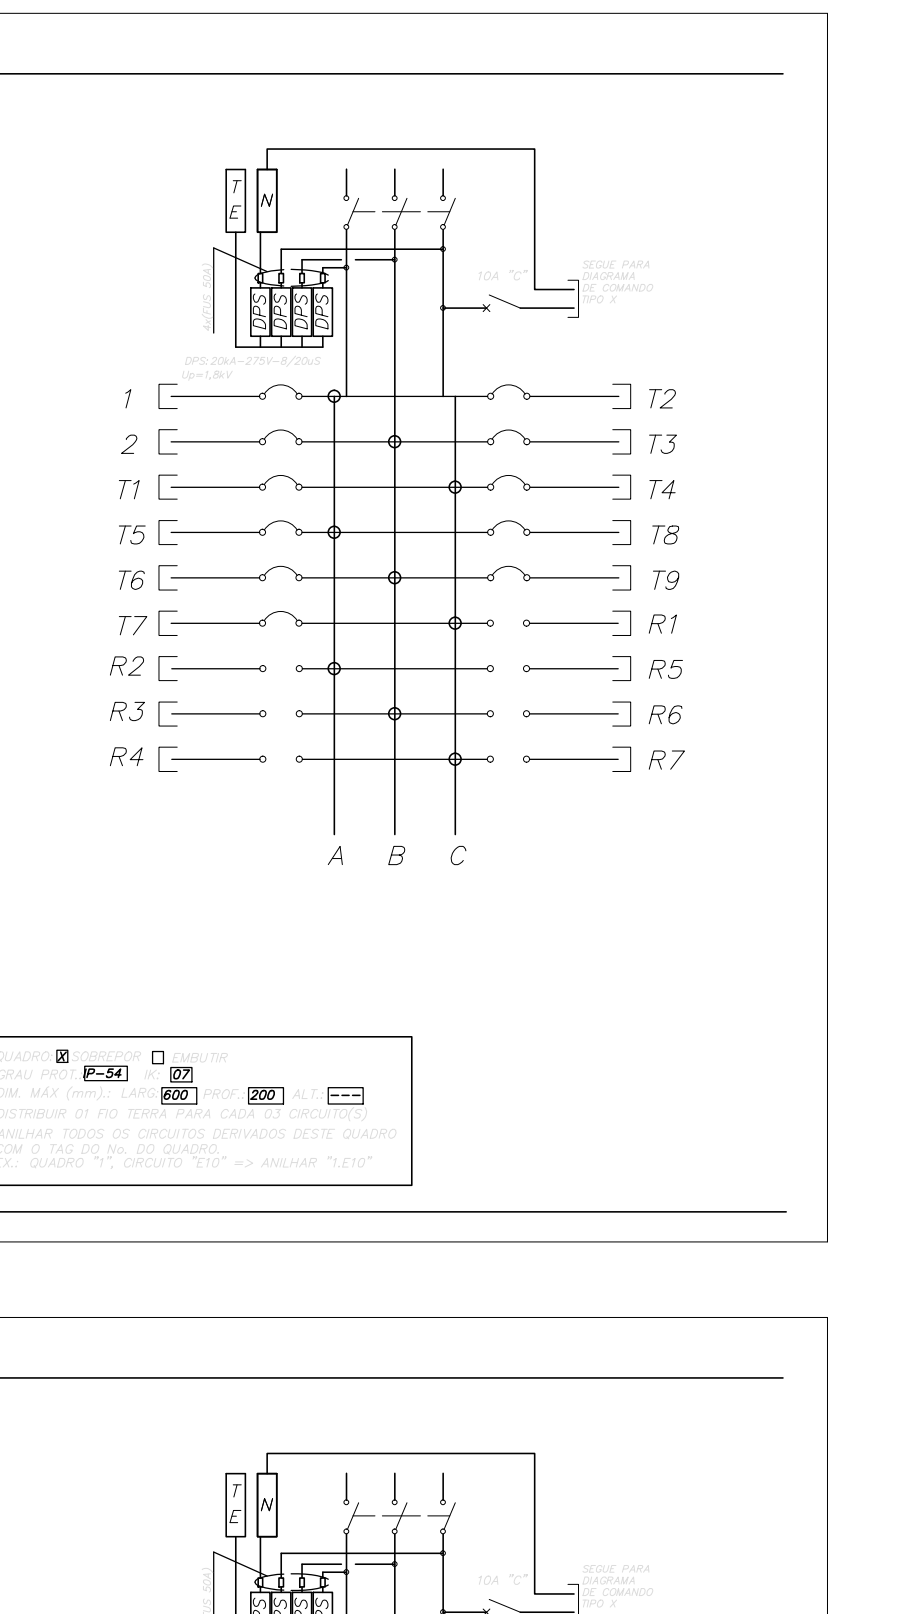 T
E
N
4x(FUS 50A)
DPS DPS DPS DPS
10A "C"
SEGUE PARA
DIAGRAMA
DE COMANDO
TIPO X
DPS: 20kA-275V-8/20uS
Up=1,8kV
1 T2
2 T3
T1 T4
T5 T8
T6 T9
T7 R1
R2 R5
R3 R6
R4 R7
A B C
QUADRO: X SOBREPOR EMBUTIR
GRAU PROT.: IP-54 IK: 07
DIM. MÁX (mm).: LARG: 600 PROF.: 200 ALT.: ---
DISTRIBUIR 01 FIO TERRA PARA CADA 03 CIRCUITO(S)
ANILHAR TODOS OS CIRCUITOS DERIVADOS DESTE QUADRO
COM O TAG DO No. DO QUADRO.
EX.: QUADRO "1", CIRCUITO "E10" => ANILHAR "1.E10"
T
E
N
FUS 50A)
10A "C"
SEGUE PARA
DIAGRAMA
DE COMANDO
TIPO X